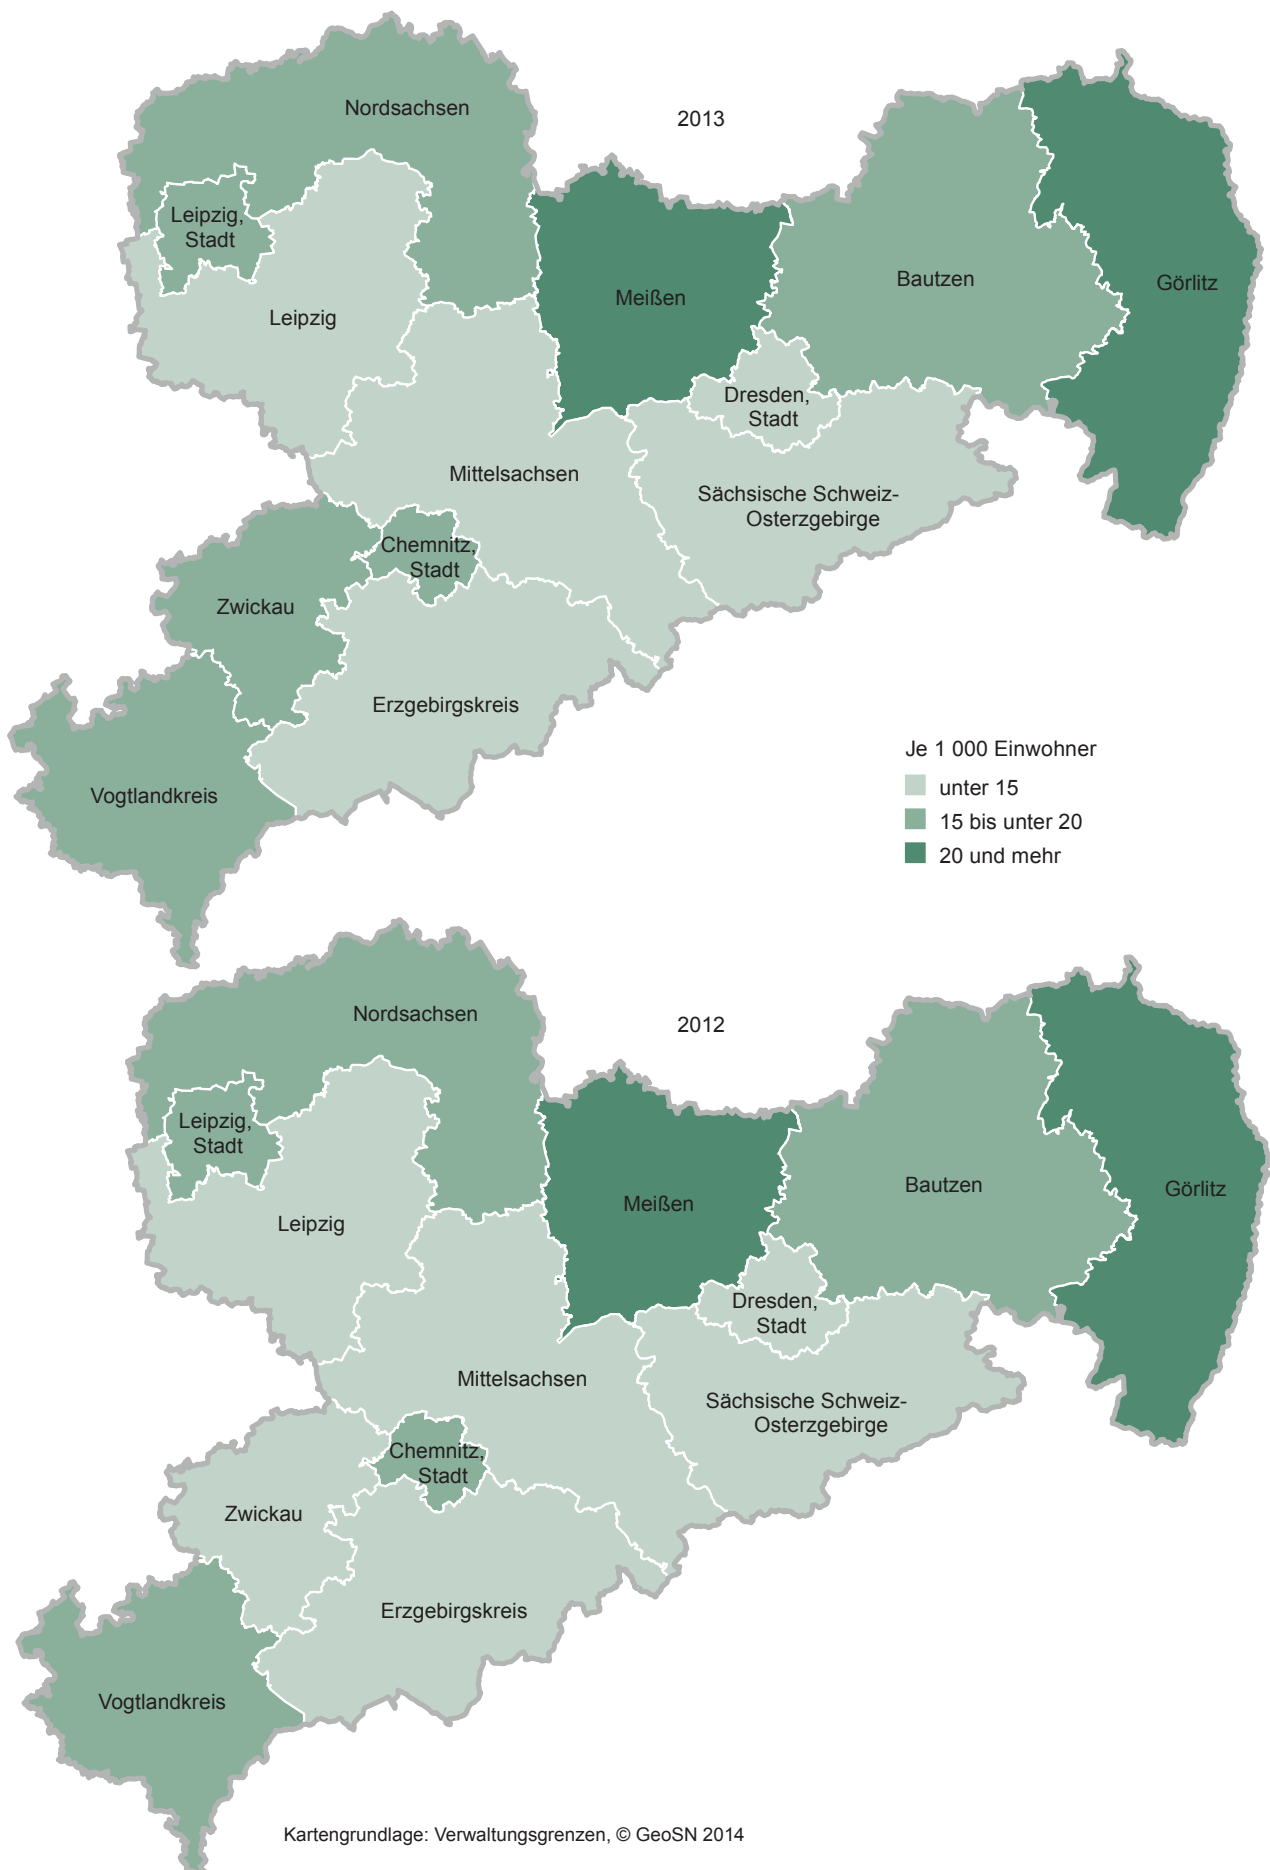 2013
Nordsachsen
Leipzig,
Stadt
Leipzig
Meißen
Bautzen
Görlitz
Dresden,
Stadt
Mittelsachsen
Sächsische Schweiz-
Osterzgebirge
Chemnitz,
Stadt
Zwickau
Erzgebirgskreis
Vogtlandkreis
Je 1 000 Einwohner
unter 15
15 bis unter 20
20 und mehr
2012
Nordsachsen
Leipzig,
Stadt
Leipzig
Meißen
Bautzen
Görlitz
Dresden,
Stadt
Mittelsachsen
Sächsische Schweiz-
Osterzgebirge
Chemnitz,
Stadt
Zwickau
Erzgebirgskreis
Vogtlandkreis
Kartengrundlage: Verwaltungsgrenzen, © GeoSN 2014